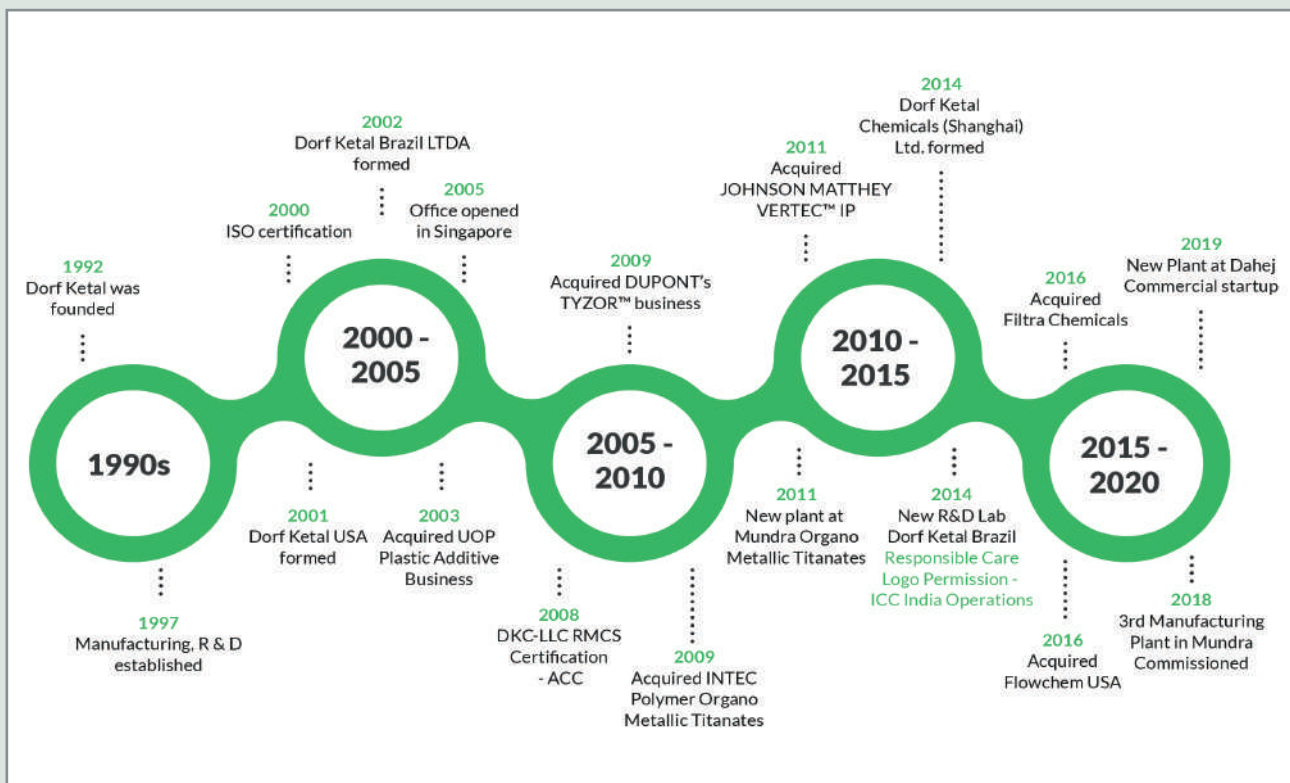 1992
Dorf Ketal was
founded
1990s
1997
Manufacturing, R & D
established
2000
ISO certification
2002
Dorf Ketal Brazil LTDA
formed
2005
Office opened
in Singapore
2000 -
2005
2001
Dorf Ketal USA
formed
2003
Acquired UOP
Plastic Additive
Business
2009
Acquired DUPONT's
TYZOR™ business
2005 -
2010
2008
DKC-LLC RMCS
Certification
- ACC
2009
Acquired INTEC
Polymer Organo
Metallic Titanates
2011
Acquired
JOHNSON MATTHEY
VERTEC™ IP
2014
Dorf Ketal
Chemicals (Shanghai)
Ltd. formed
2010 -
2015
2011
New plant at
Mundra Organo
Metallic Titanates
2014
New R&D Lab
Dorf Ketal Brazil
Responsible Care
Logo Permission -
ICC India Operations
2016
Acquired
Filtra Chemicals
2019
New Plant at Dahej
Commercial startup
2015 -
2020
2016
Acquired
Flowchem USA
2018
3rd Manufacturing
Plant in Mundra
Commissioned